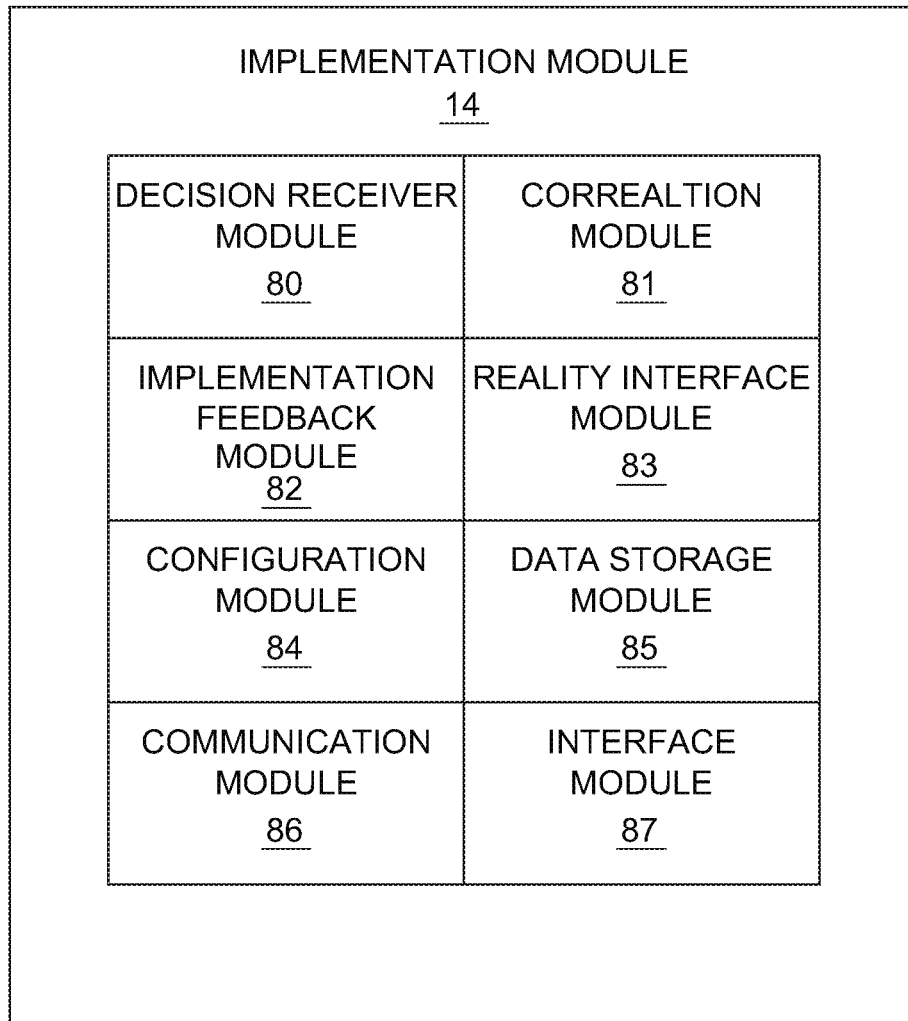 IMPLEMENTATION MODULE
14
DECISION RECEIVER
MODULE
80
CORREALTION
MODULE
81
IMPLEMENTATION
FEEDBACK
MODULE
82
REALITY INTERFACE
MODULE
83
CONFIGURATION
MODULE
84
DATA STORAGE
MODULE
85
COMMUNICATION
MODULE
86
INTERFACE
MODULE
87